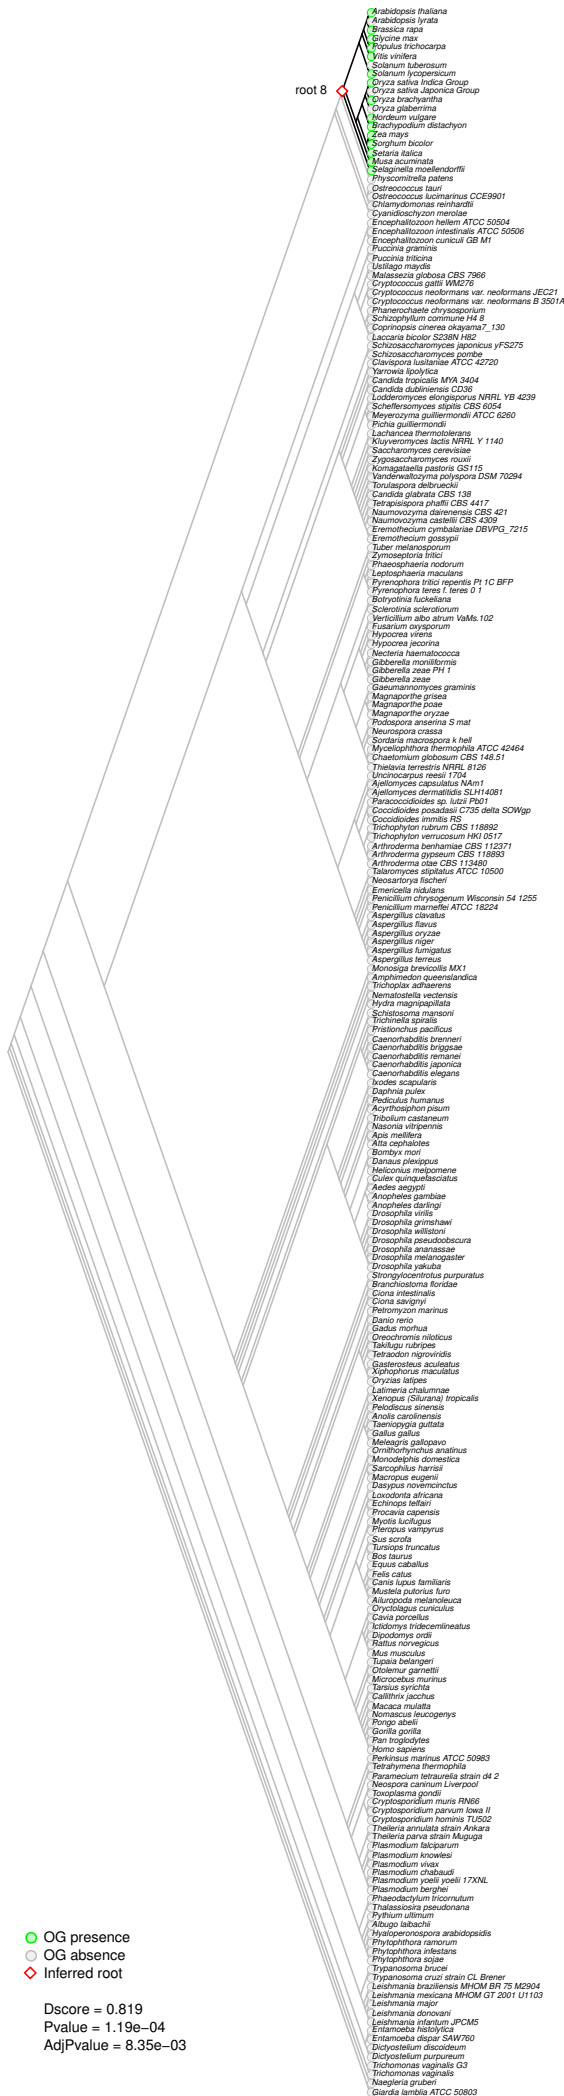 Arabidopsis thaliana
Arabidopsis lyrata
Brassica rapa
Glycine max
Populus trichocarpa
Vitis vinifera
Solanum tuberosum
Solanum lycopersicum
Oryza sativa Indica Group
root 8
Oryza sativa Japonica Group
Oryza brachyantha
Oryza glaberrima
Hordeum vulgare
Brachypodium distachyon
Zea mays
Sorghum bicolor
Setaria italica
Musa acuminata
Selaginella moellendorffii
Physcomitrella patens
Ostreococcus tauri
Ostreococcus lucimarinus CCE9901
Chlamydomonas reinhardtii
Cyanidioschyzon merolae
Encephalitozoon hellem ATCC 50504
Encephalitozoon intestinalis ATCC 50506
Encephalitozoon cuniculi GB M1
Puccinia graminis
Puccinia triticina
Ustilago maydis
Malassezia globosa CBS 7966
Cryptococcus gattii WM276
Cryptococcus neoformans var. neoformans JEC21
Cryptococcus neoformans var. neoformans B 3501A
Phanerochaete chrysosporium
Schizophyllum commune H4 8
Coprinopsis cinerea okayama7_130
Laccaria bicolor S238N H82
Schizosaccharomyces japonicus yFS275
Schizosaccharomyces pombe
Clavispora lusitaniae ATCC 42720
Yarrowia lipolytica
Candida tropicalis MYA 3404
Candida dubliniensis CD36
Lodderomyces elongisporus NRRL YB 4239
Scheffersomyces stipitis CBS 6054
Meyerozyma guilliermondii ATCC 6260
Pichia guilliermondii
Lachancea thermotolerans
Kluyveromyces lactis NRRL Y 1140
Saccharomyces cerevisiae
Zygosaccharomyces rouxii
Komagataella pastoris GS115
Vanderwaltozyma polyspora DSM 70294
Torulaspora delbrueckii
Candida glabrata CBS 138
Tetrapisispora phaffii CBS 4417
Naumovozyma dairenensis CBS 421
Naumovozyma castellii CBS 4309
Eremothecium cymbalariae DBVPG_7215
Eremothecium gossypii
Tuber melanosporum
Zymoseptoria tritici
Phaeosphaeria nodorum
Leptosphaeria maculans
Pyrenophora tritici repentis Pt 1C BFP
Pyrenophora teres f. teres 0 1
Botryotinia fuckeliana
Sclerotinia sclerotiorum
Verticillium albo atrum VaMs.102
Fusarium oxysporum
Hypocrea virens
Hypocrea jecorina
Necteria haematococca
Gibberella moniliformis
Gibberella zeae PH 1
Gibberella zeae
Gaeumannomyces graminis
Magnaporthe grisea
Magnaporthe poae
Magnaporthe oryzae
Podospora anserina S mat
Neurospora crassa
Sordaria macrospora k hell
Myceliophthora thermophila ATCC 42464
Chaetomium globosum CBS 148.51
Thielavia terrestris NRRL 8126
Uncinocarpus reesii 1704
Ajellomyces capsulatus NAm1
Ajellomyces dermatitidis SLH14081
Paracoccidioides sp. lutzii Pb01
Coccidioides posadasii C735 delta SOWgp
Coccidioides immitis RS
Trichophyton rubrum CBS 118892
Trichophyton verrucosum HKI 0517
Arthroderma benhamiae CBS 112371
Arthroderma gypseum CBS 118893
Arthroderma otae CBS 113480
Talaromyces stipitatus ATCC 10500
Neosartorya fischeri
Emericella nidulans
Penicillium chrysogenum Wisconsin 54 1255
Penicillium marneffei ATCC 18224
Aspergillus clavatus
Aspergillus flavus
Aspergillus oryzae
Aspergillus niger
Aspergillus fumigatus
Aspergillus terreus
Monosiga brevicollis MX1
Amphimedon queenslandica
Trichoplax adhaerens
Nematostella vectensis
Hydra magnipapillata
Schistosoma mansoni
Trichinella spiralis
Pristionchus pacificus
Caenorhabditis brenneri
Caenorhabditis briggsae
Caenorhabditis remanei
Caenorhabditis japonica
Caenorhabditis elegans
Ixodes scapularis
Daphnia pulex
Pediculus humanus
Acyrthosiphon pisum
Tribolium castaneum
Nasonia vitripennis
Apis mellifera
Atta cephalotes
Bombyx mori
Danaus plexippus
Heliconius melpomene
Culex quinquefasciatus
Aedes aegypti
Anopheles gambiae
Anopheles darlingi
Drosophila virilis
Drosophila grimshawi
Drosophila willistoni
Drosophila pseudoobscura
Drosophila ananassae
Drosophila melanogaster
Drosophila yakuba
Strongylocentrotus purpuratus
Branchiostoma floridae
Ciona intestinalis
Ciona savignyi
Petromyzon marinus
Danio rerio
Gadus morhua
Oreochromis niloticus
Takifugu rubripes
Tetraodon nigroviridis
Gasterosteus aculeatus
Xiphophorus maculatus
Oryzias latipes
Latimeria chalumnae
Xenopus (Silurana) tropicalis
Pelodiscus sinensis
Anolis carolinensis
Taeniopygia guttata
Gallus gallus
Meleagris gallopavo
Ornithorhynchus anatinus
Monodelphis domestica
Sarcophilus harrisii
Macropus eugenii
Dasypus novemcinctus
Loxodonta africana
Echinops telfairi
Procavia capensis
Myotis lucifugus
Pteropus vampyrus
Sus scrofa
Tursiops truncatus
Bos taurus
Equus caballus
Felis catus
Canis lupus familiaris
Mustela putorius furo
Ailuropoda melanoleuca
Oryctolagus cuniculus
Cavia porcellus
Ictidomys tridecemlineatus
Dipodomys ordii
Rattus norvegicus
Mus musculus
Tupaia belangeri
Otolemur garnettii
Microcebus murinus
Tarsius syrichta
Callithrix jacchus
Macaca mulatta
Nomascus leucogenys
Pongo abelii
Gorilla gorilla
Pan troglodytes
Homo sapiens
Perkinsus marinus ATCC 50983
Tetrahymena thermophila
Paramecium tetraurelia strain d4 2
Neospora caninum Liverpool
Toxoplasma gondii
Cryptosporidium muris RN66
Cryptosporidium parvum Iowa II
Cryptosporidium hominis TU502
Theileria annulata strain Ankara
Theileria parva strain Muguga
Plasmodium falciparum
Plasmodium knowlesi
Plasmodium vivax
Plasmodium chabaudi
Plasmodium yoelii yoelii 17XNL
Plasmodium berghei
Phaeodactylum tricornutum
Thalassiosira pseudonana
Pythium ultimum
Albugo laibachii
Hyaloperonospora arabidopsidis
Phytophthora ramorum
Phytophthora infestans
Phytophthora sojae
Trypanosoma brucei
Trypanosoma cruzi strain CL Brener
Leishmania braziliensis MHOM BR 75 M2904
Leishmania mexicana MHOM GT 2001 U1103
Leishmania major
Leishmania donovani
Leishmania infantum JPCM5
Entamoeba histolytica
Entamoeba dispar SAW760
Dictyostelium discoideum
Dictyostelium purpureum
Trichomonas vaginalis G3
Trichomonas vaginalis
Naegleria gruberi
Giardia lamblia ATCC 50803
OG presence
OG absence
Inferred root
Dscore = 0.819
Pvalue = 1.19e−04
AdjPvalue = 8.35e−03